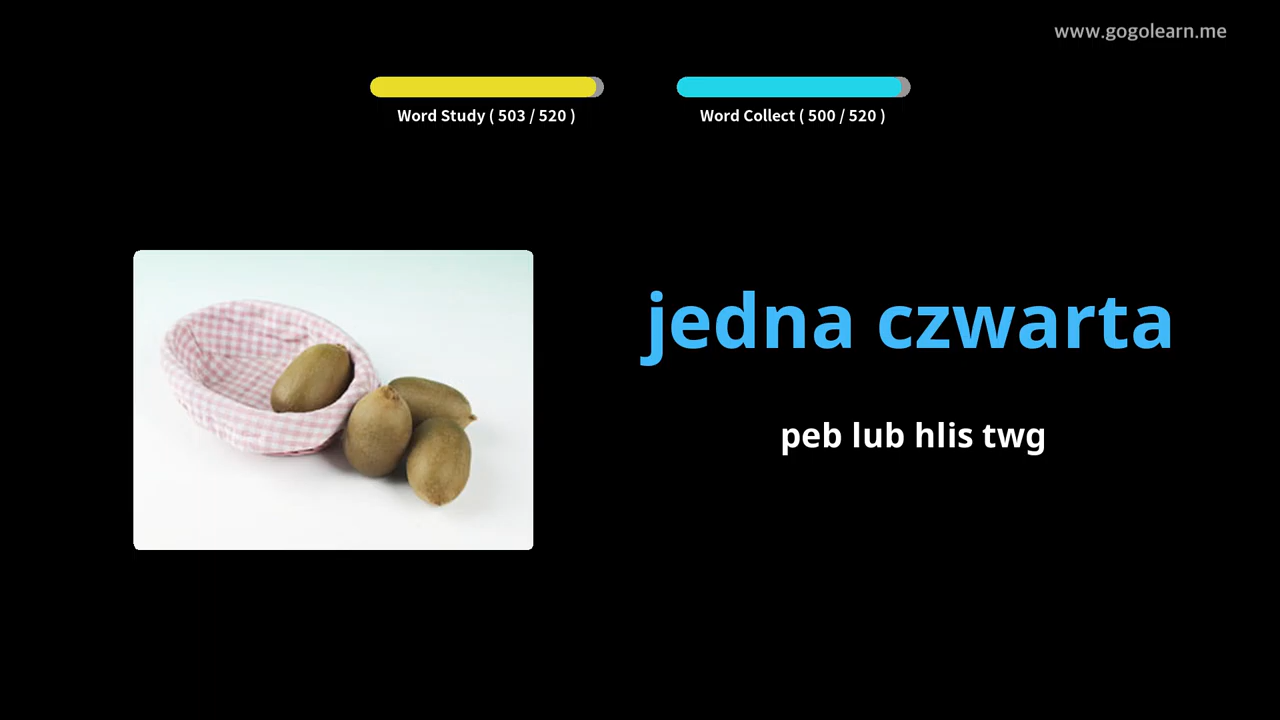 www.gogolearn.me
Word Study ( 503 / 520 )
Word Collect ( 500 / 520 )
jedna czwarta
peb lub hlis twg